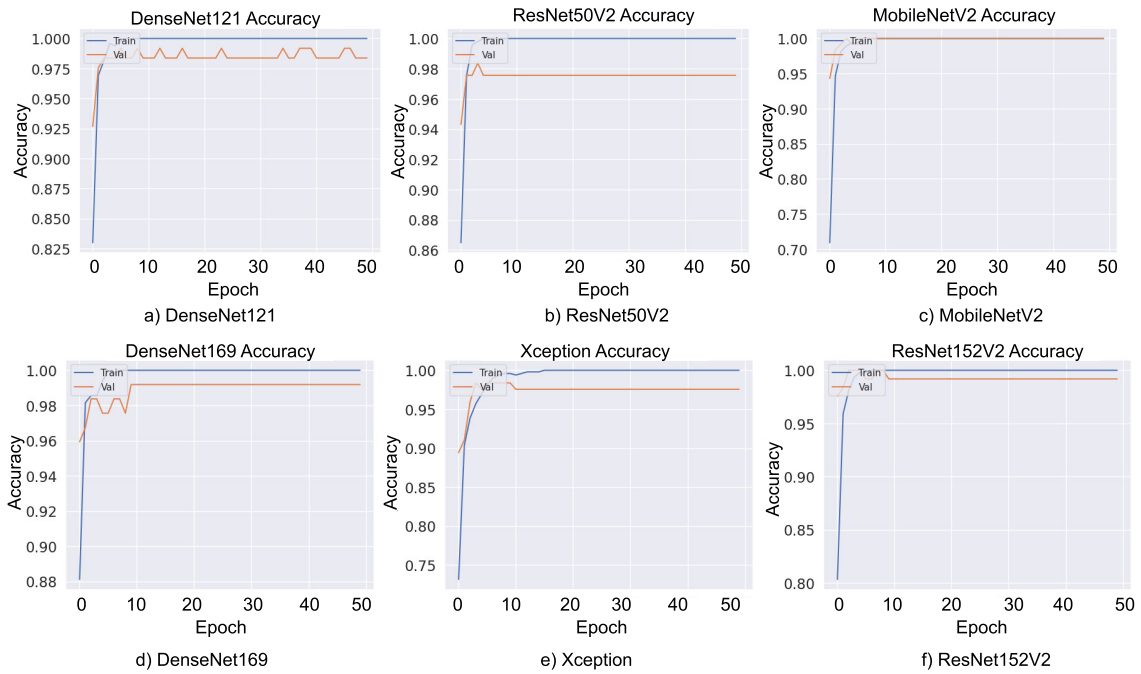 DenseNet121 Accuracy
1.000
0.975
0.950
0.925
0.900
0.875
0.850
0.825
Accuracy
Train
Val
0 10 20 30 40 50
Epoch
a) DenseNet121
ResNet50V2 Accuracy
1.00
0.98
0.96
0.94
0.92
0.90
0.88
0.86
Accuracy
Train
Val
0 10 20 30 40 50
Epoch
b) ResNet50V2
MobileNetV2 Accuracy
1.00
0.95
0.90
0.85
0.80
0.75
0.70
Accuracy
Train
Val
0 10 20 30 40 50
Epoch
c) MobileNetV2
DenseNet169 Accuracy
1.00
0.98
0.96
0.94
0.92
0.90
0.88
Accuracy
Train
Val
0 10 20 30 40 50
Epoch
d) DenseNet169
Xception Accuracy
1.00
0.95
0.90
0.85
0.80
0.75
Accuracy
Train
Val
0 10 20 30 40 50
Epoch
e) Xception
ResNet152V2 Accuracy
1.00
0.95
0.90
0.85
0.80
Accuracy
Train
Val
0 10 20 30 40 50
Epoch
f) ResNet152V2